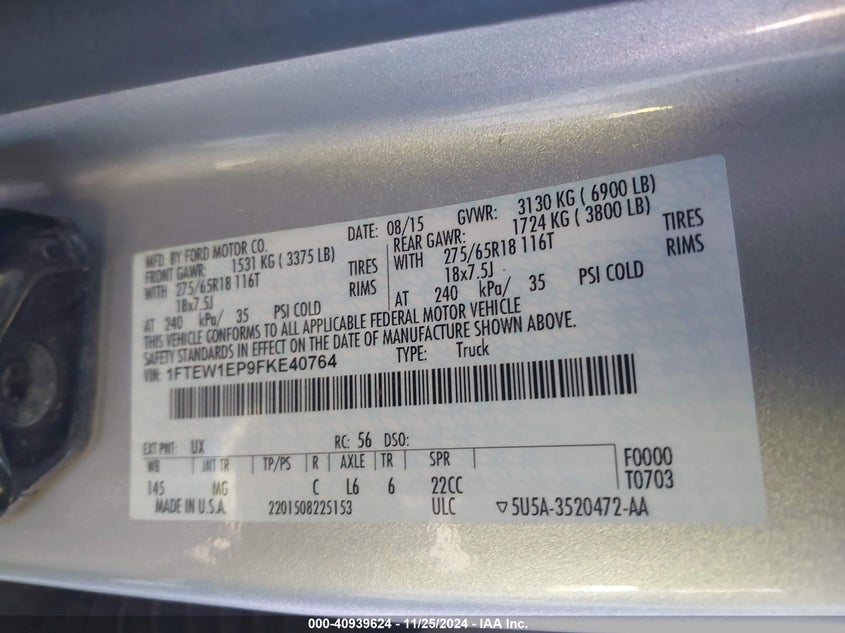 MFD. BY FORD MOTOR CO. DATE: 08/15 GVWR: 3130 KG ( 6900 LB)
FRONT GAWR: 1531 KG ( 3375 LB) REAR GAWR: 1724 KG ( 3800 LB)
WITH 275/65R18 116T TIRES WITH 275/65R18 116T TIRES
18x7.5J RIMS 18x7.5J RIMS
AT 240 kPa/ 35 PSI COLD AT 240 kPa/ 35 PSI COLD
THIS VEHICLE CONFORMS TO ALL APPLICABLE FEDERAL MOTOR VEHICLE
SAFETY STANDARDS IN EFFECT ON THE DATE OF MANUFACTURE SHOWN ABOVE.
VIN: 1FTEW1EP9FKE40764 TYPE: Truck
EXT PNT: UX RC: 56 DSO:
WB INT TR TP/PS R AXLE TR SPR F0000
145 MG C L6 6 22CC T0703
MADE IN U.S.A. 2201508225153 ULC ▽5U5A-3520472-AA
000-40939624 - 11/25/2024 - IAA Inc.